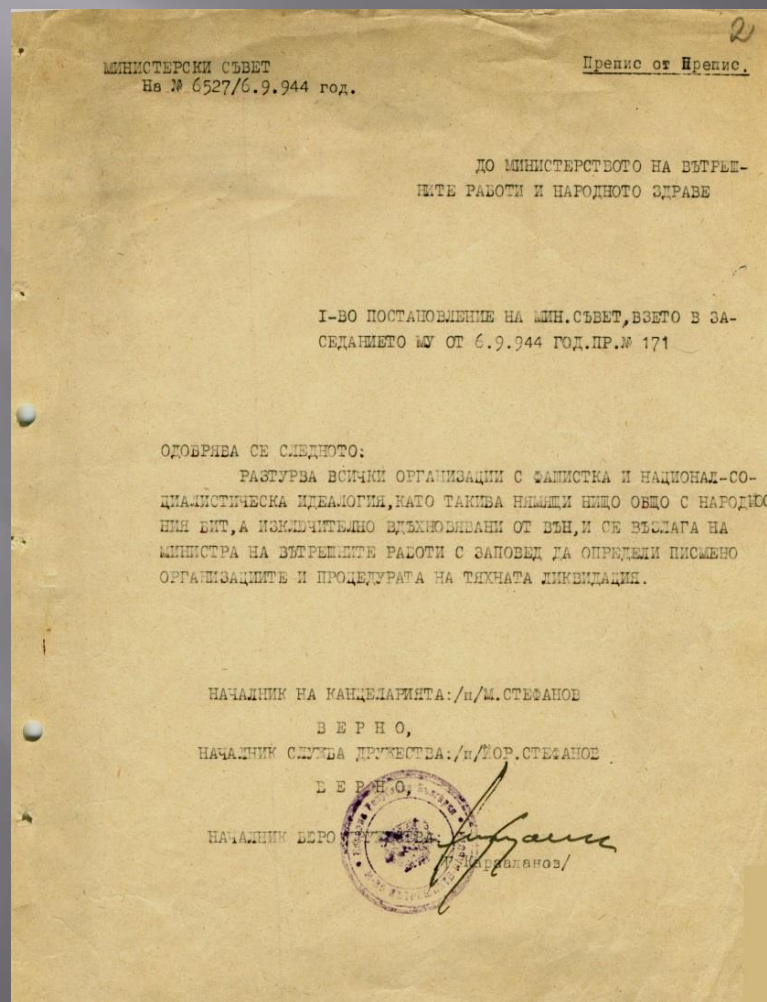 2
МИНИСТЕРСКИ СЪВЕТ
Препис от Препис.
На № 6527/6.9.944 год.
ДО МИНИСТЕРСТВОТО НА ВЪТРЕШ-
НИТЕ РАБОТИ И НАРОДНОТО ЗДРАВЕ
I-ВО ПОСТАНОВЛЕНИЕ НА МИН.СЪВЕТ,ВЗЕТО В ЗА-
СЕДАНИЕТО МУ ОТ 6.9.944 ГОД.ПР.№ 171
ОДОБРЯВА СЕ СЛЕДНОТО:
РАЗТУРВА ВСИЧКИ ОРГАНИЗАЦИИ С ФАШИСТКА И НАЦИОНАЛ-СО-
ЦИАЛИСТИЧЕСКА ИДЕАЛОГИЯ,КАТО ТАКИВА НЯМАЩИ НИЩО ОБЩО С НАРОДНОС
НИЯ БИТ,А ИЗКЛЮЧИТЕЛНО ВДЪХНОВЯВАНИ ОТ ВЪН,И СЕ ВЪЗЛАГА НА
МИНИСТРА НА ВЪТРЕШНИТЕ РАБОТИ С ЗАПОВЕД ДА ОПРЕДЕЛИ ПИСМЕНО
ОРГАНИЗАЦИИТЕ И ПРОЦЕДУРАТА НА ТЯХНАТА ЛИКВИДАЦИЯ.
НАЧАЛНИК НА КАНЦЕЛАРИЯТА:/п/М.СТЕФАНОВ
В Е Р Н О,
НАЧАЛНИК СЛУЖБА ДРУЖЕСТВА:/п/ЙОР.СТЕФАНОВ
В Е Р Н О,
НАЧАЛНИК БЮРО